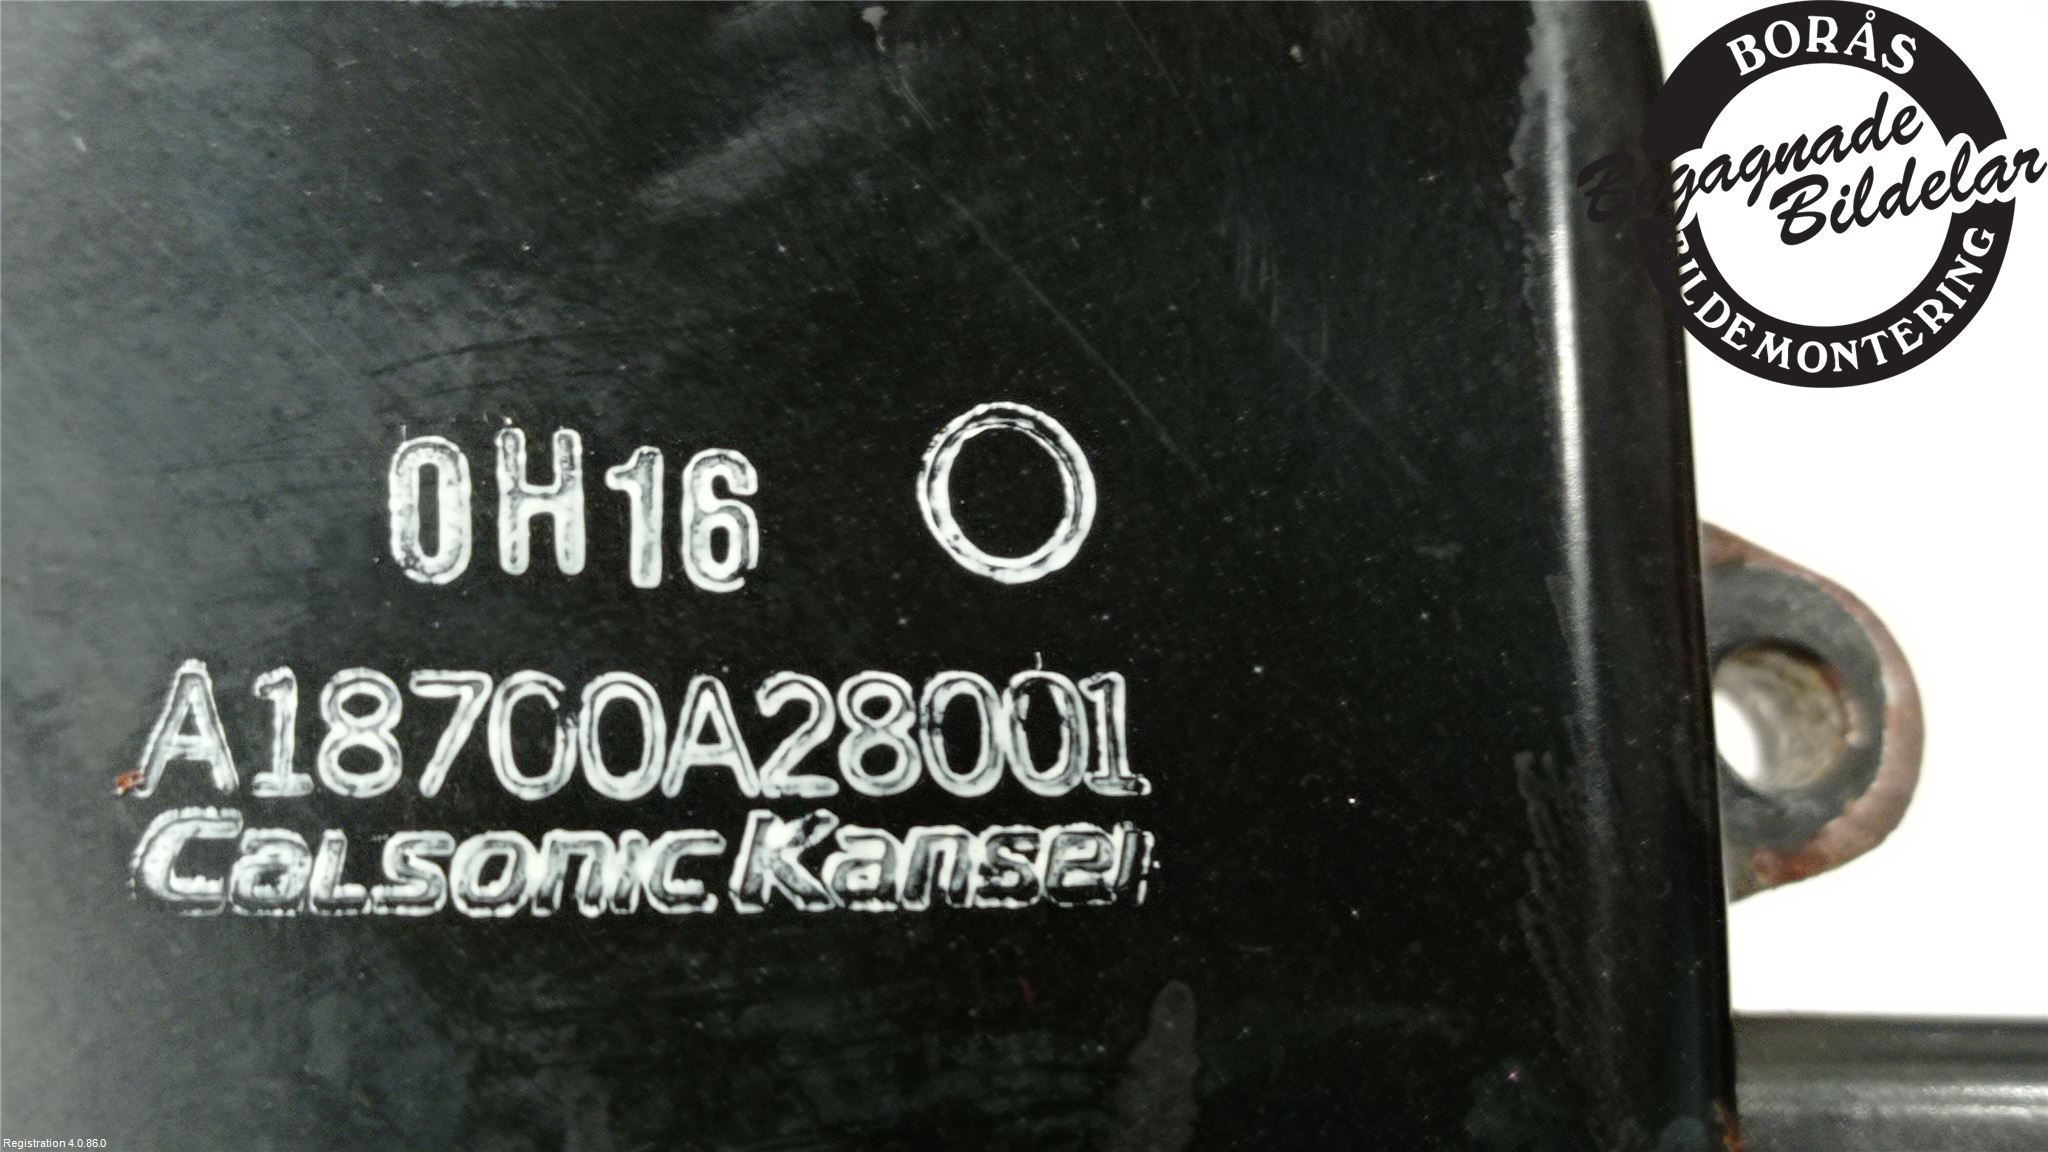 BORÅS
Begagnade
Bildelar
BILDEMONTERING
0H16 O
A18700A28001
CALSONIC Kansei
Registration 4.0.86.0